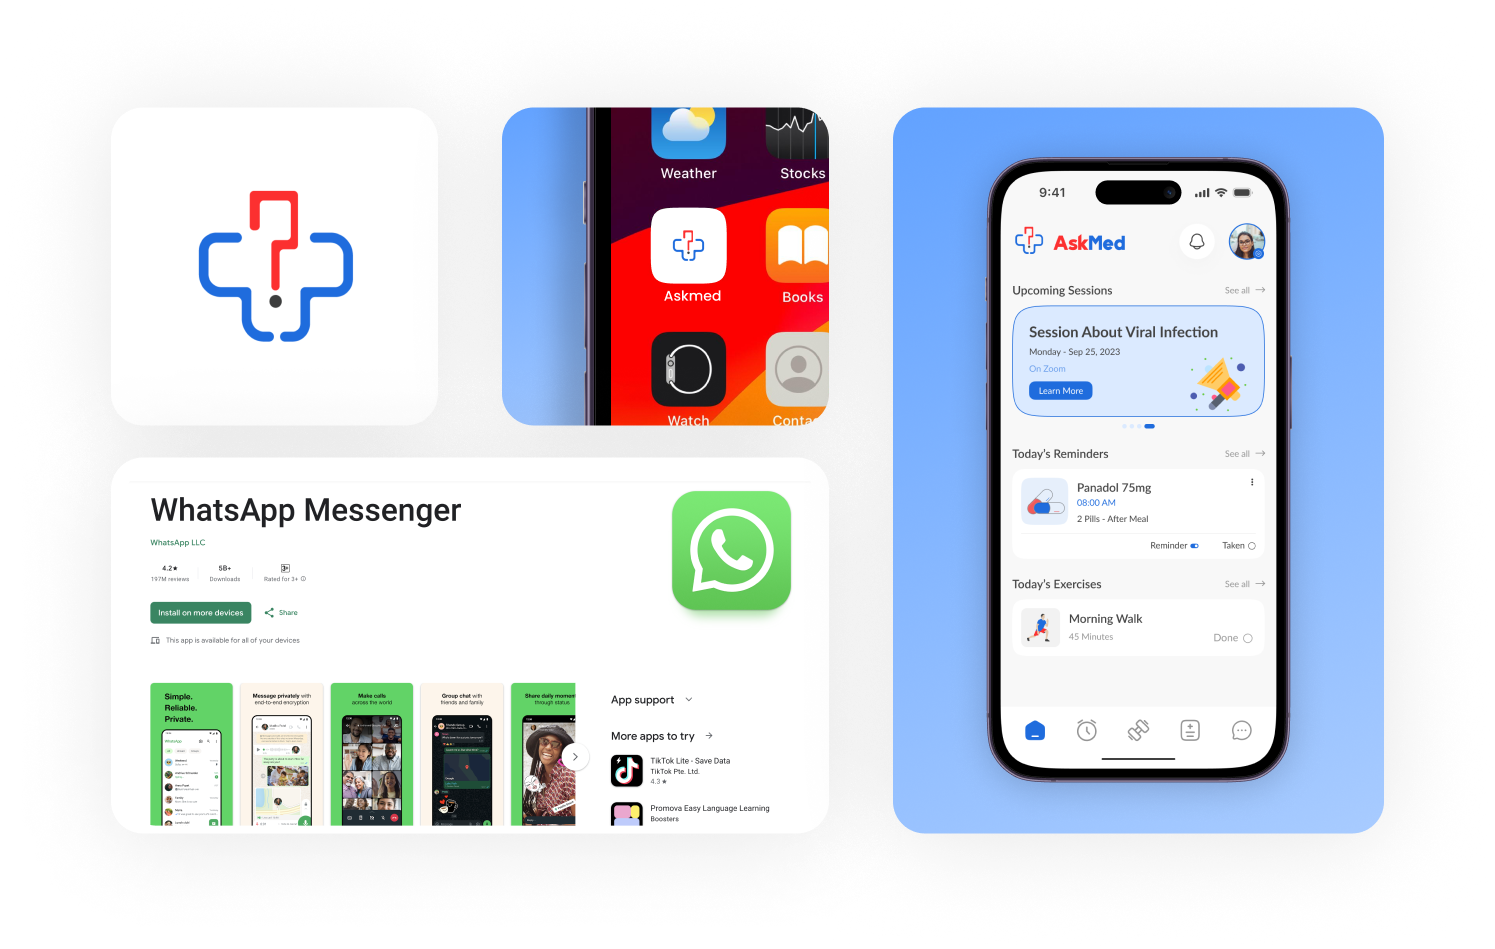 Weather
Stocks
Askmed
Books
Watch
Conta
WhatsApp Messenger
WhatsApp LLC
4.2★
197M reviews
5B+
Downloads
3+
Rated for 3+
Install on more devices
Share
This app is available for all of your devices
Simple.
Reliable.
Private.
WhatsApp
Message privately with
end-to-end encryption
Make calls
across the world
Group chat with
friends and family
Share daily momen
through status
App support
More apps to try
TikTok Lite - Save Data
TikTok Pte. Ltd.
4.3 ★
Promova Easy Language Learning
Boosters
9:41
AskMed
Upcoming Sessions
See all
Session About Viral Infection
Monday - Sep 25, 2023
On Zoom
Learn More
Today's Reminders
See all
Panadol 75mg
08:00 AM
2 Pills - After Meal
Reminder
Taken
Today's Exercises
See all
Morning Walk
45 Minutes
Done